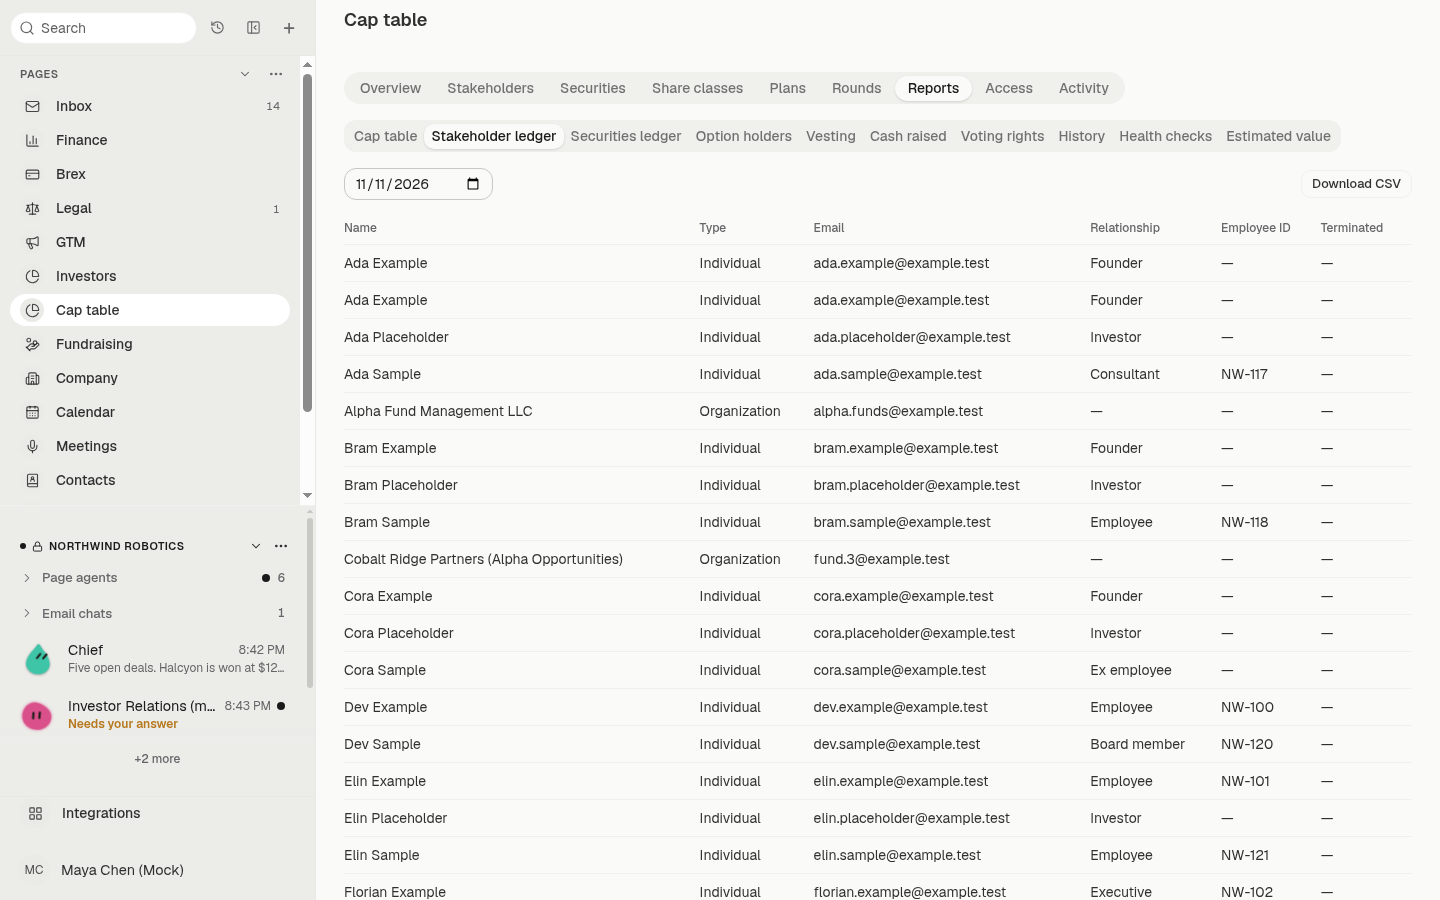 Search
PAGES
Inbox 14
Finance
Brex
Legal 1
GTM
Investors
Cap table
Fundraising
Company
Calendar
Meetings
Contacts
NORTHWIND ROBOTICS
Page agents 6
Email chats 1
Chief 8:42 PM
Five open deals. Halcyon is won at $12...
Investor Relations (m... 8:43 PM
Needs your answer
+2 more
Integrations
MC Maya Chen (Mock)
Cap table
Overview Stakeholders Securities Share classes Plans Rounds Reports Access Activity
Cap table Stakeholder ledger Securities ledger Option holders Vesting Cash raised Voting rights History Health checks Estimated value
11/11/2026 Download CSV
Name Type Email Relationship Employee ID Terminated
Ada Example Individual ada.example@example.test Founder — —
Ada Example Individual ada.example@example.test Founder — —
Ada Placeholder Individual ada.placeholder@example.test Investor — —
Ada Sample Individual ada.sample@example.test Consultant NW-117 —
Alpha Fund Management LLC Organization alpha.funds@example.test — — —
Bram Example Individual bram.example@example.test Founder — —
Bram Placeholder Individual bram.placeholder@example.test Investor — —
Bram Sample Individual bram.sample@example.test Employee NW-118 —
Cobalt Ridge Partners (Alpha Opportunities) Organization fund.3@example.test — — —
Cora Example Individual cora.example@example.test Founder — —
Cora Placeholder Individual cora.placeholder@example.test Investor — —
Cora Sample Individual cora.sample@example.test Ex employee — —
Dev Example Individual dev.example@example.test Employee NW-100 —
Dev Sample Individual dev.sample@example.test Board member NW-120 —
Elin Example Individual elin.example@example.test Employee NW-101 —
Elin Placeholder Individual elin.placeholder@example.test Investor — —
Elin Sample Individual elin.sample@example.test Employee NW-121 —
Florian Example Individual florian.example@example.test Executive NW-102 —